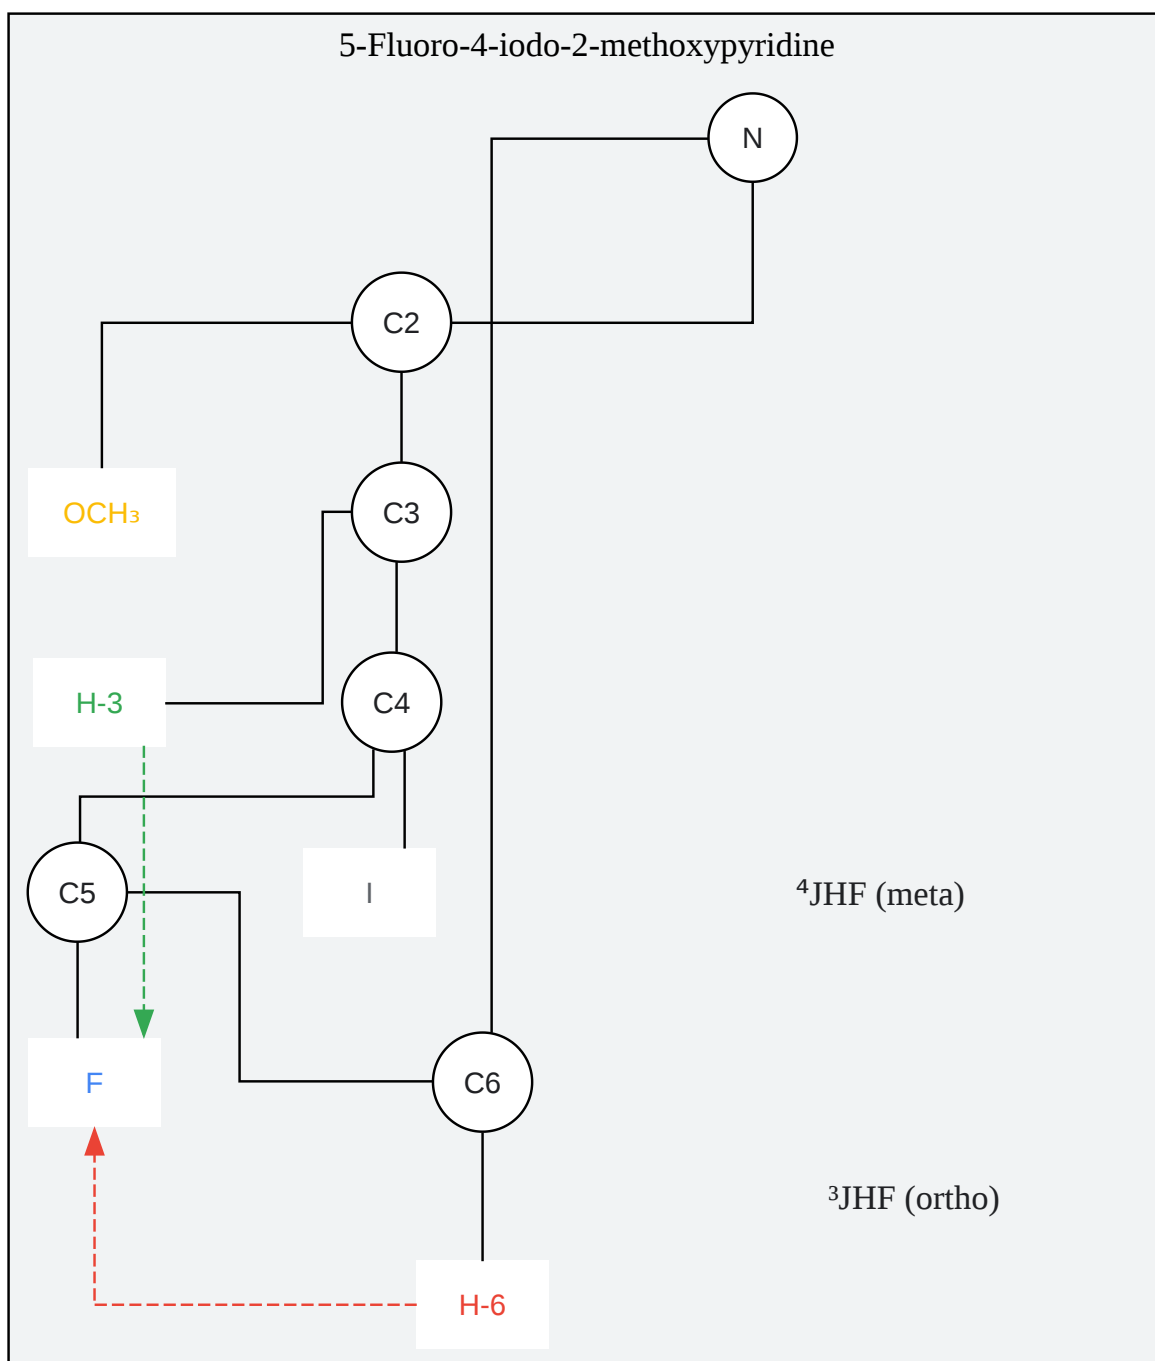 5-Fluoro-4-iodo-2-methoxypyridine
N
C2
OCH₃
C3
H-3
C4
C5
I
⁴JHF (meta)
F
C6
³JHF (ortho)
H-6